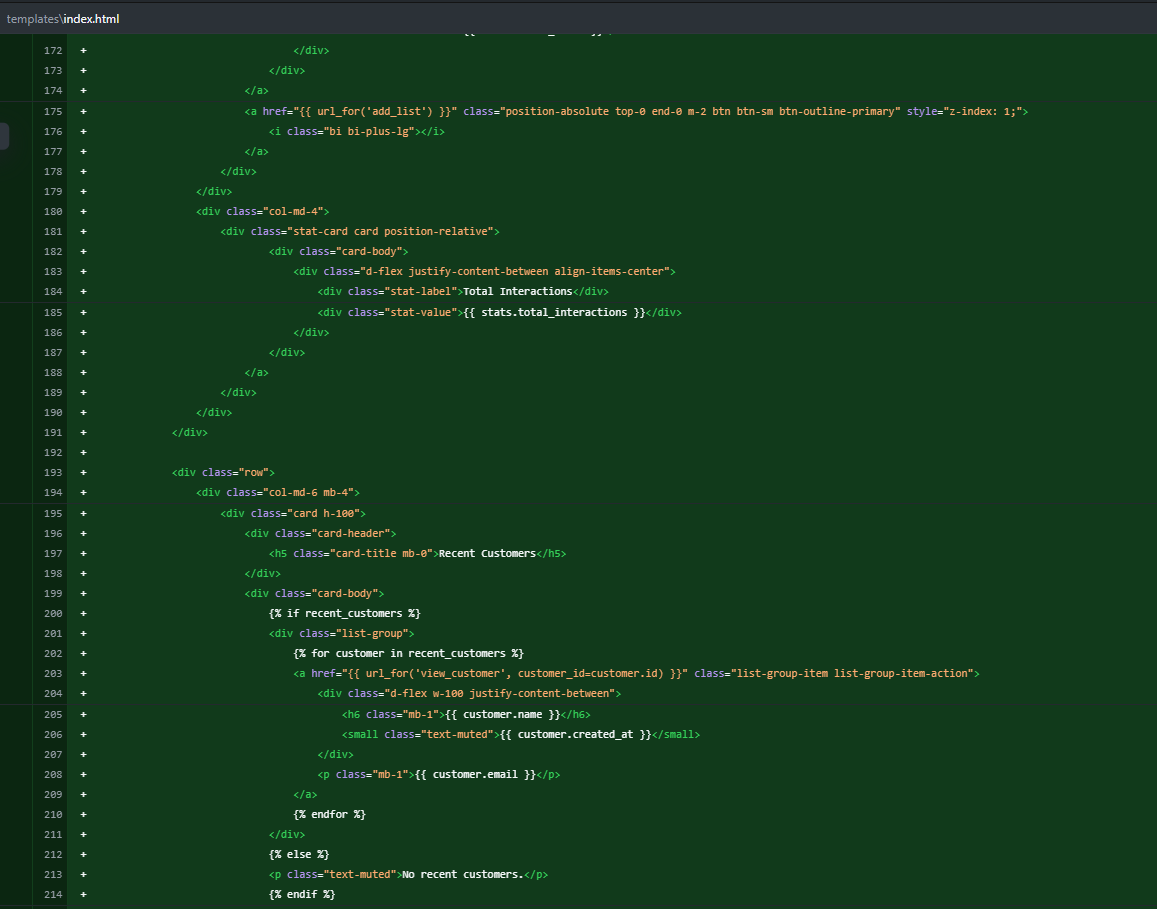 templates\index.html
172 + </div>
173 + </div>
174 + </a>
175 + <a href="{{ url_for('add_list') }}" class="position-absolute top-0 end-0 m-2 btn btn-sm btn-outline-primary" style="z-index: 1;">
176 + <i class="bi bi-plus-lg"></i>
177 + </a>
178 + </div>
179 + </div>
180 + <div class="col-md-4">
181 + <div class="stat-card card position-relative">
182 + <div class="card-body">
183 + <div class="d-flex justify-content-between align-items-center">
184 + <div class="stat-label">Total Interactions</div>
185 + <div class="stat-value">{{ stats.total_interactions }}</div>
186 + </div>
187 + </div>
188 + </a>
189 + </div>
190 + </div>
191 + </div>
192 +
193 + <div class="row">
194 + <div class="col-md-6 mb-4">
195 + <div class="card h-100">
196 + <div class="card-header">
197 + <h5 class="card-title mb-0">Recent Customers</h5>
198 + </div>
199 + <div class="card-body">
200 + {% if recent_customers %}
201 + <div class="list-group">
202 + {% for customer in recent_customers %}
203 + <a href="{{ url_for('view_customer', customer_id=customer.id) }}" class="list-group-item list-group-item-action">
204 + <div class="d-flex w-100 justify-content-between">
205 + <h6 class="mb-1">{{ customer.name }}</h6>
206 + <small class="text-muted">{{ customer.created_at }}</small>
207 + </div>
208 + <p class="mb-1">{{ customer.email }}</p>
209 + </a>
210 + {% endfor %}
211 + </div>
212 + {% else %}
213 + <p class="text-muted">No recent customers.</p>
214 + {% endif %}